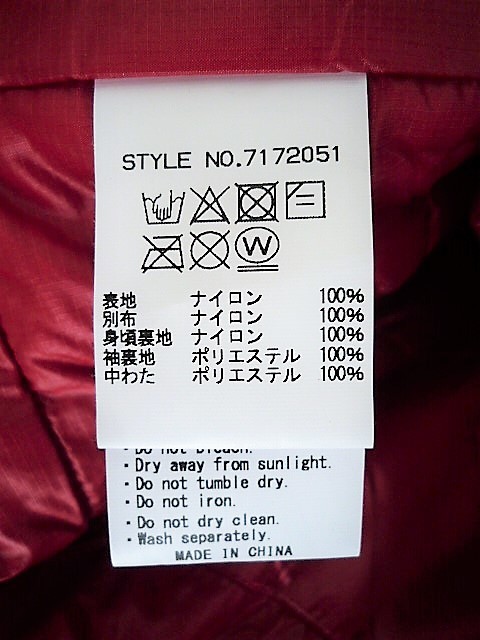 STYLE NO.7172051
W
表地 ナイロン 100%
別布 ナイロン 100%
身頃裏地 ナイロン 100%
袖裏地 ポリエステル 100%
中わた ポリエステル 100%
・Do not bleach.
・Dry away from sunlight.
・Do not tumble dry.
・Do not iron.
・Do not dry clean.
・Wash separately.
MADE IN CHINA